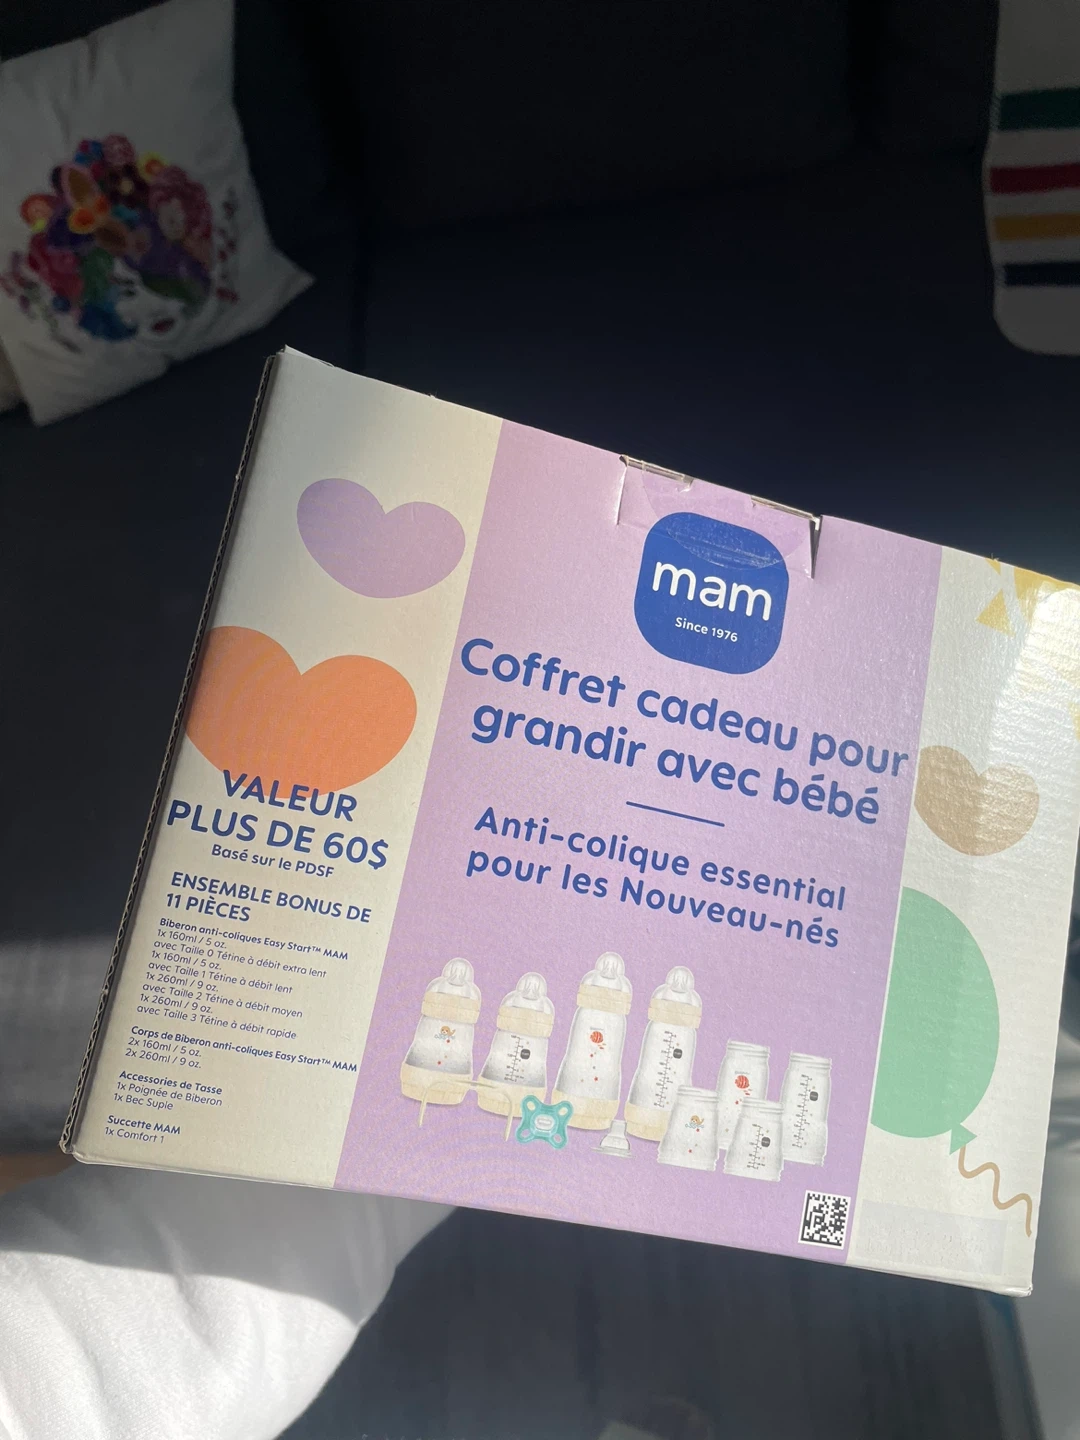 mam
Since 1976
Coffret cadeau pour
grandir avec bébé
Anti-colique essential
pour les Nouveau-nés
VALEUR
PLUS DE 60$
Basé sur le PDSF
ENSEMBLE BONUS DE
11 PIÈCES
Biberon anti-coliques Easy Start™ MAM
1x 160ml / 5 oz.
avec Taille 0 Tétine à débit extra lent
1x 160ml / 5 oz.
avec Taille 1 Tétine à débit lent
1x 260ml / 9 oz.
avec Taille 2 Tétine à débit moyen
1x 260ml / 9 oz.
avec Taille 3 Tétine à débit rapide
Corps de Biberon anti-coliques Easy Start™ MAM
2x 160ml / 5 oz.
2x 260ml / 9 oz.
Accessories de Tasse
1x Poignée de Biberon
1x Bec Suple
Succette MAM
1x Comfort 1